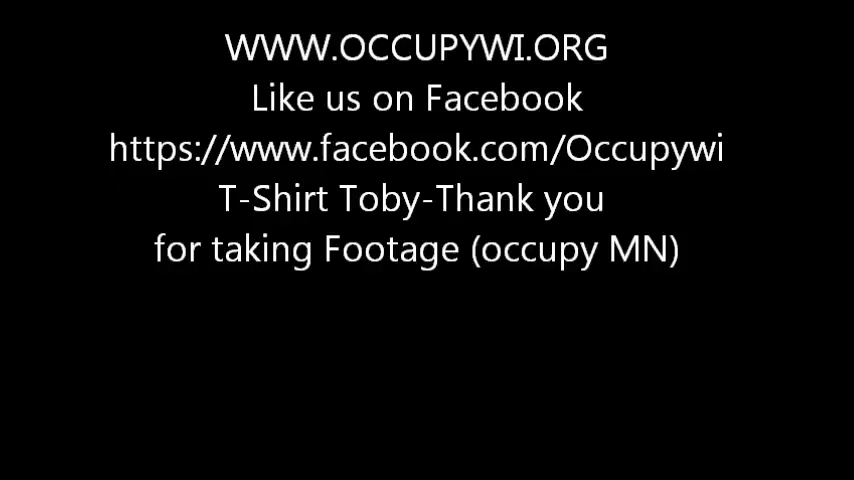 WWW.OCCUPYWI.ORG
Like us on Facebook
https://www.facebook.com/Occupywi
T-Shirt Toby-Thank you
for taking Footage (occupy MN)